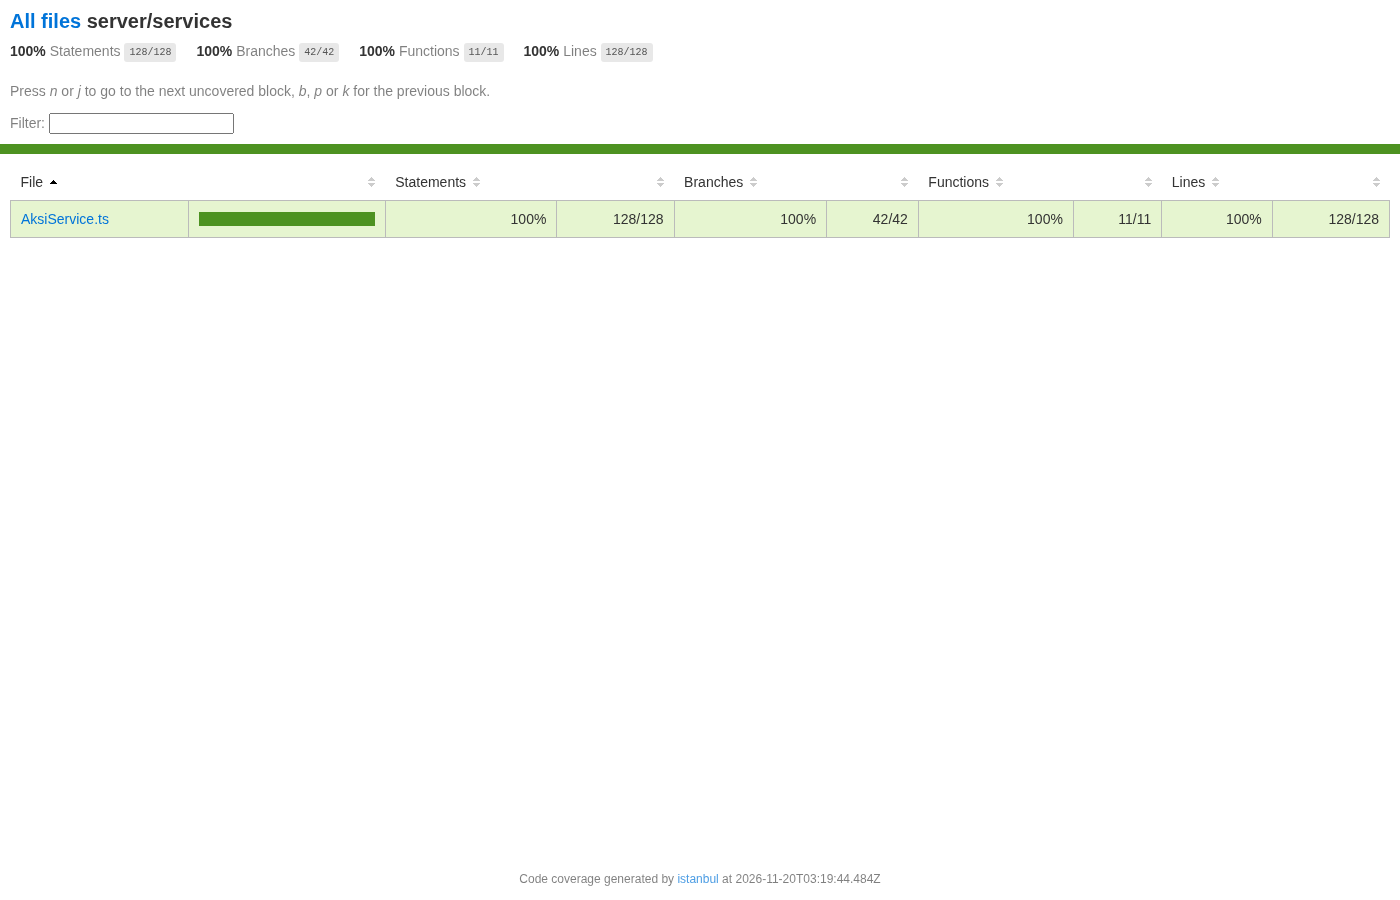 All files server/services
100% Statements 128/128 100% Branches 42/42 100% Functions 11/11 100% Lines 128/128
Press n or j to go to the next uncovered block, b, p or k for the previous block.
Filter:
File Statements Branches Functions Lines
AksiService.ts 100% 128/128 100% 42/42 100% 11/11 100% 128/128
Code coverage generated by istanbul at 2026-11-20T03:19:44.484Z